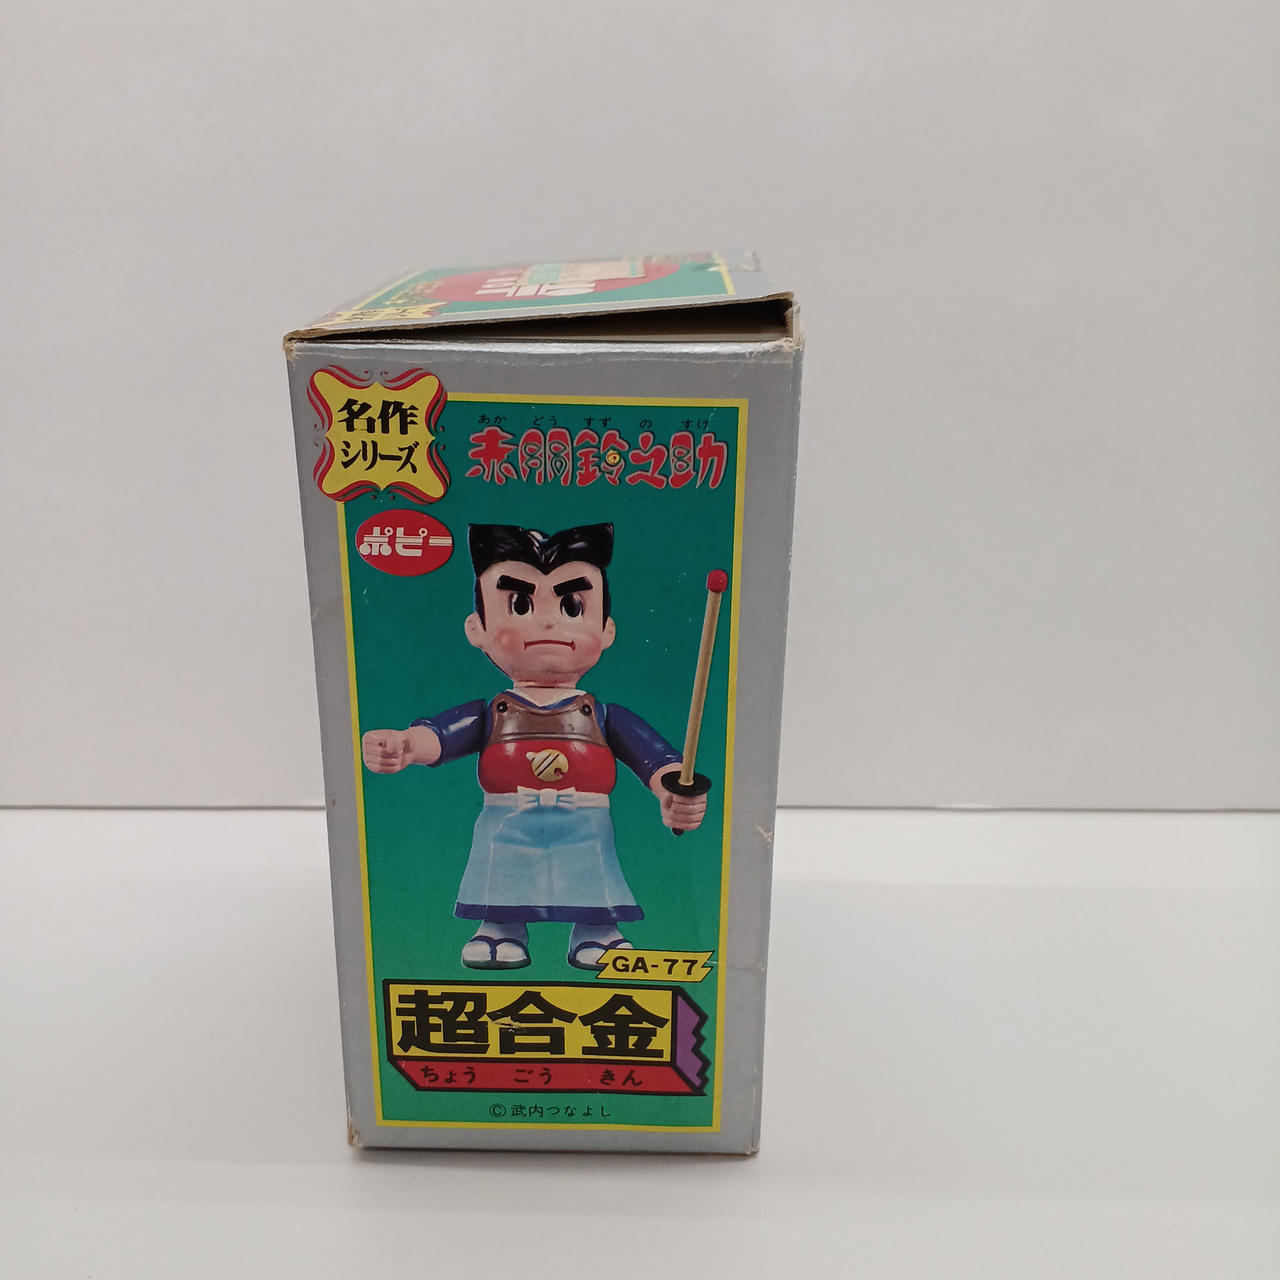 名作
シリーズ
あか どう すず の すけ
赤胴鈴之助
ポピー
GA-77
超合金
ちょう ごう きん
©武内つなよし